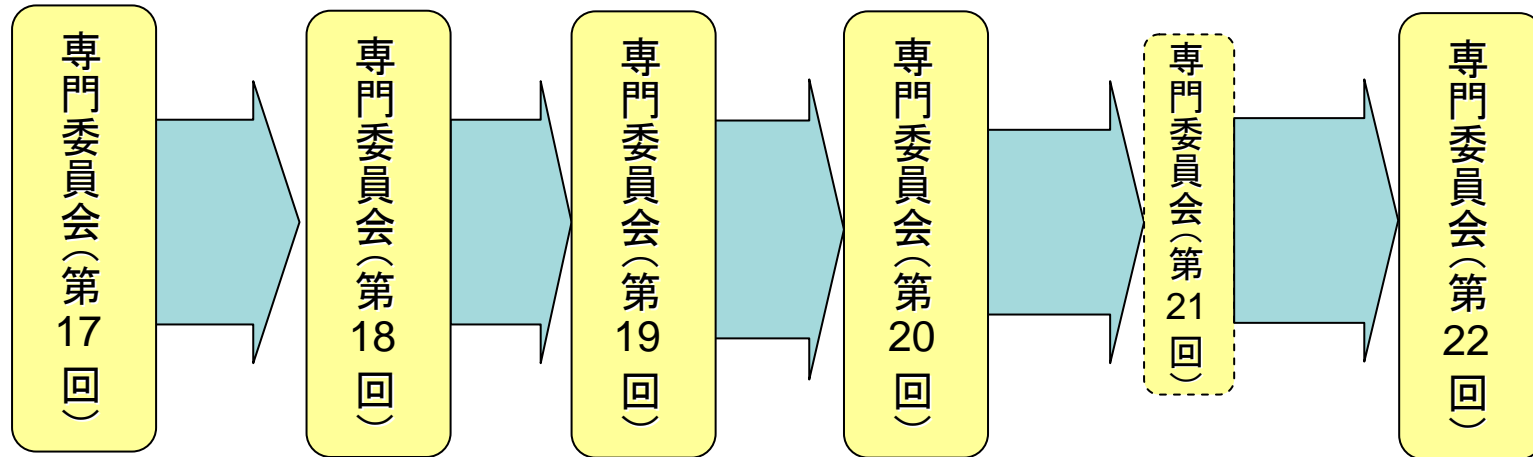 専門委員会（第17回）
専門委員会（第18回）
専門委員会（第19回）
専門委員会（第20回）
専門委員会（第21回）
専門委員会（第22回）